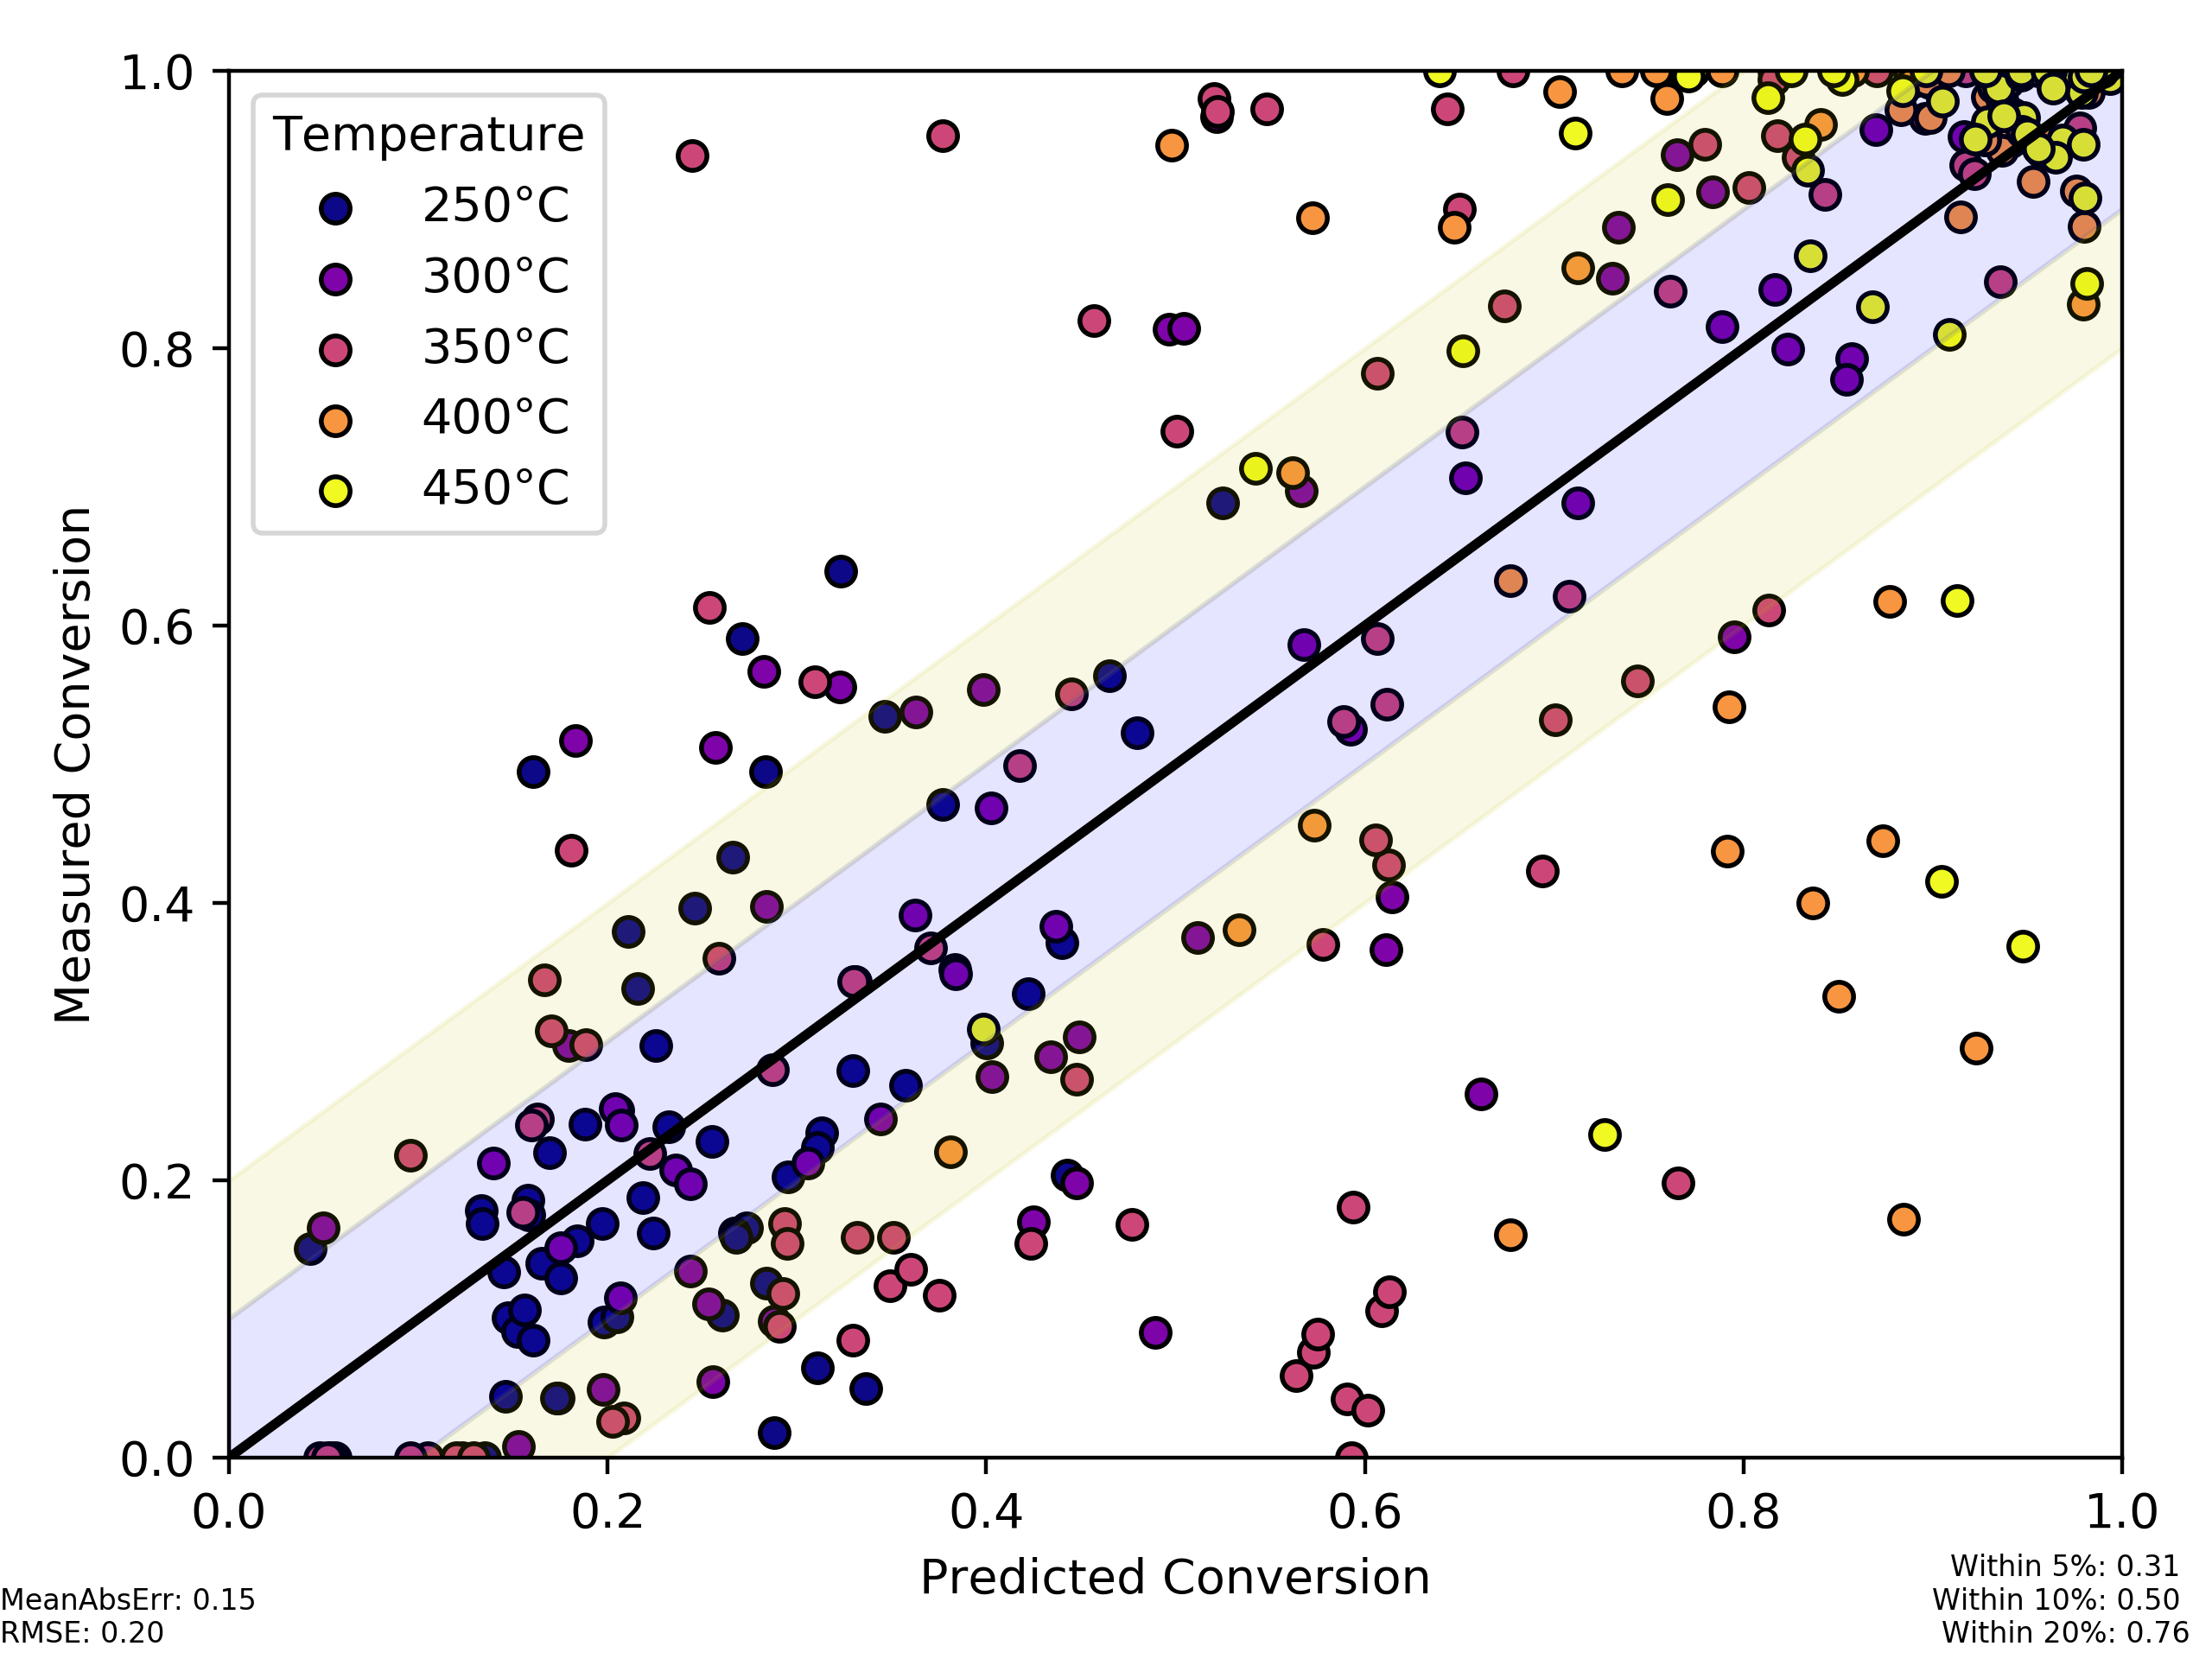 1.0
0.8
0.6
0.4
0.2
0.0
Measured Conversion
Temperature
250°C
300°C
350°C
400°C
450°C
0.0 0.2 0.4 0.6 0.8 1.0
Predicted Conversion
MeanAbsErr: 0.15
RMSE: 0.20
Within 5%: 0.31
Within 10%: 0.50
Within 20%: 0.76